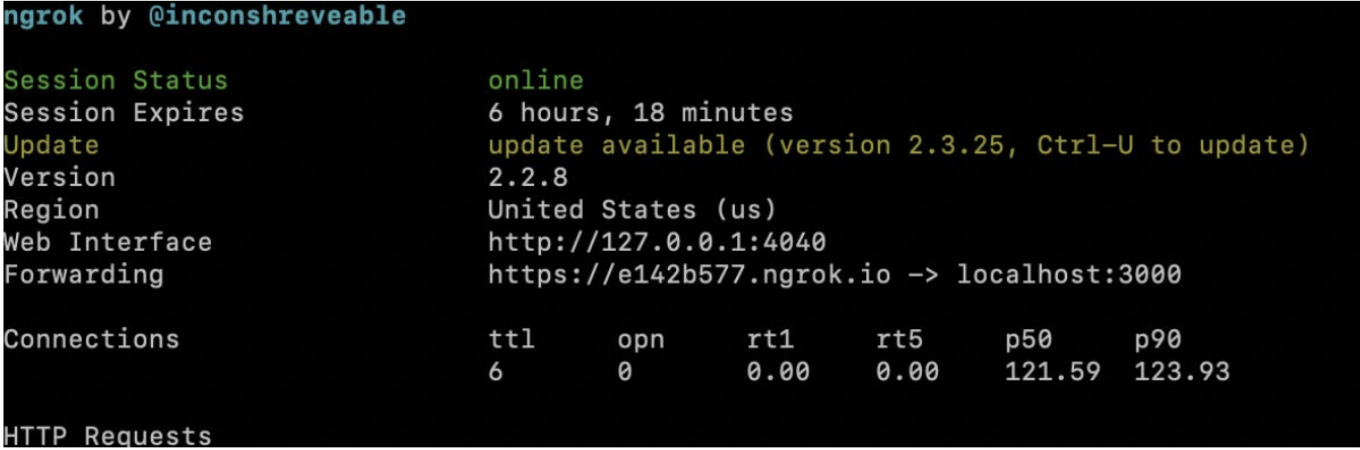 ngrok by @inconshreveable
Session Status online
Session Expires 6 hours, 18 minutes
Update update available (version 2.3.25, Ctrl-U to update)
Version 2.2.8
Region United States (us)
Web Interface http://127.0.0.1:4040
Forwarding https://e142b577.ngrok.io -> localhost:3000
Connections ttl opn rt1 rt5 p50 p90
6 0 0.00 0.00 121.59 123.93
HTTP Requests